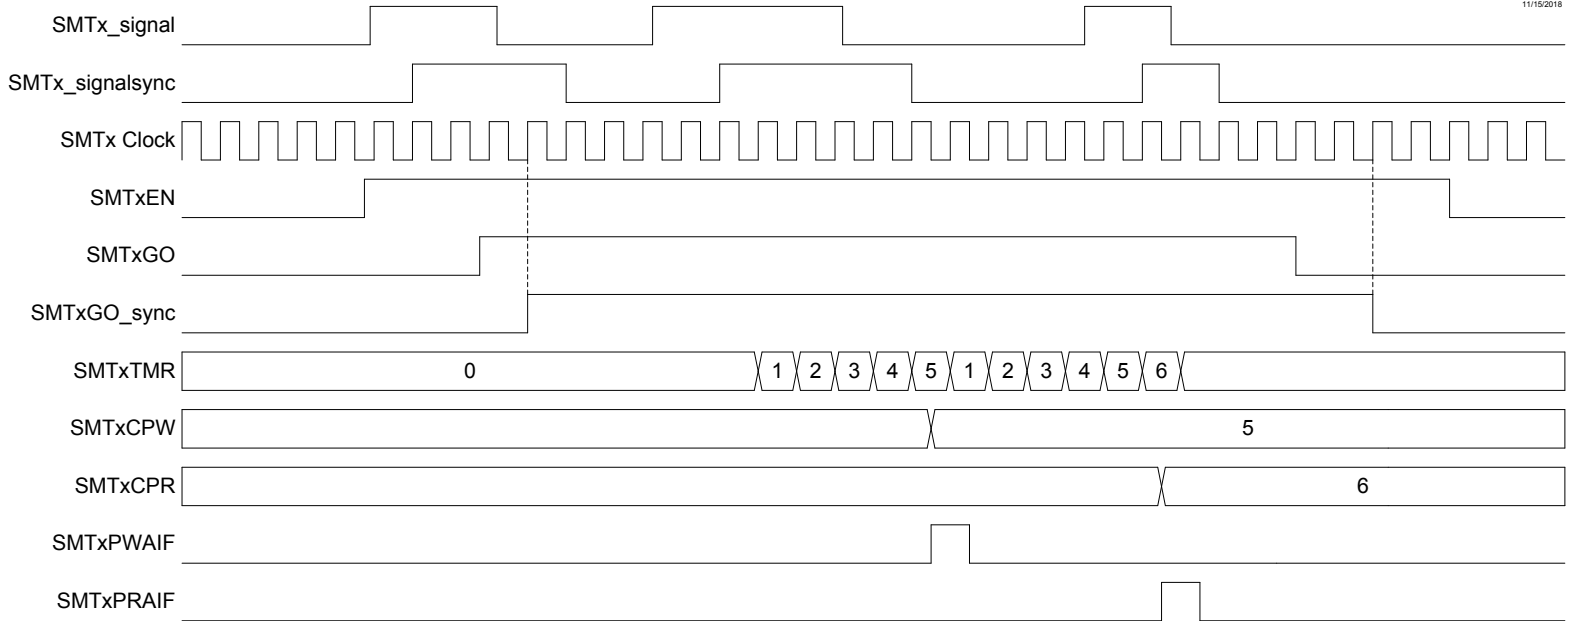 11/15/2018
SMTx_signal
SMTx_signalsync
SMTx Clock
SMTxEN
SMTxGO
SMTxGO_sync
SMTxTMR 0 1 2 3 4 5 1 2 3 4 5 6
SMTxCPW 5
SMTxCPR 6
SMTxPWAIF
SMTxPRAIF